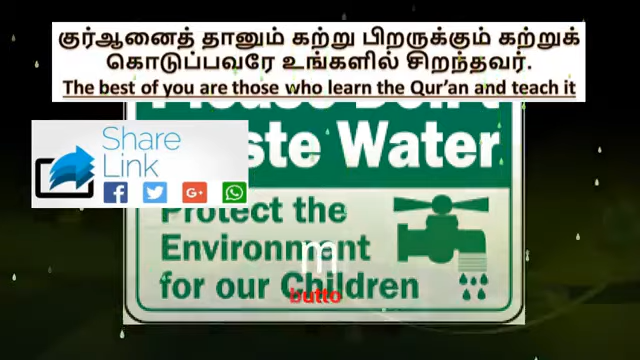 குர்ஆனைத் தானும் கற்று பிறருக்கும் கற்றுக்
கொடுப்பவரே உங்களில் சிறந்தவர்.
The best of you are those who learn the Qur’an and teach it
Share
Link
Water
Protect the
Environment
for our Children
m
butto